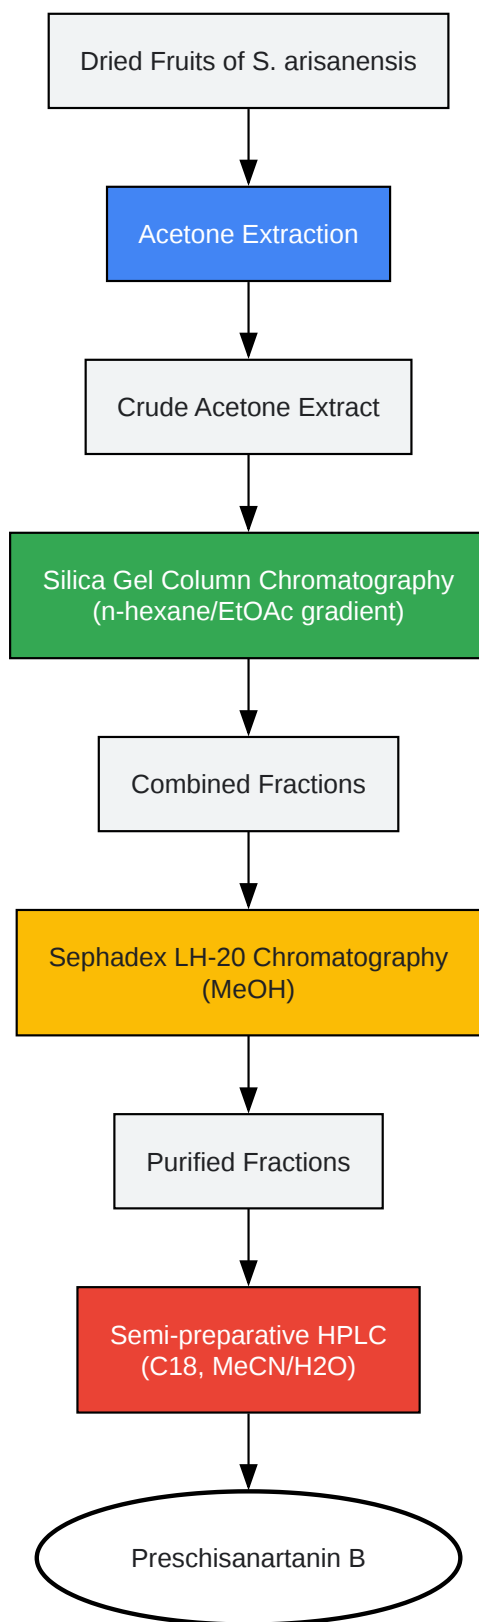 Dried Fruits of S. arisanensis
Acetone Extraction
Crude Acetone Extract
Silica Gel Column Chromatography
(n-hexane/EtOAc gradient)
Combined Fractions
Sephadex LH-20 Chromatography
(MeOH)
Purified Fractions
Semi-preparative HPLC
(C18, MeCN/H2O)
Preschisanartanin B